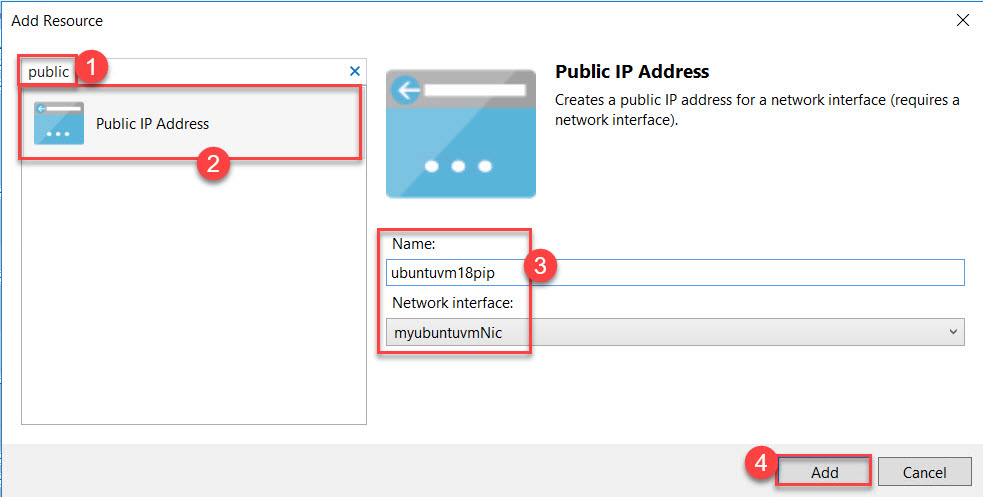 Add Resource
public
1
Public IP Address
2
Public IP Address
Creates a public IP address for a network interface (requires a
network interface).
Name:
3
ubuntuvm18pip
Network interface:
myubuntuvmNic
4
Add
Cancel